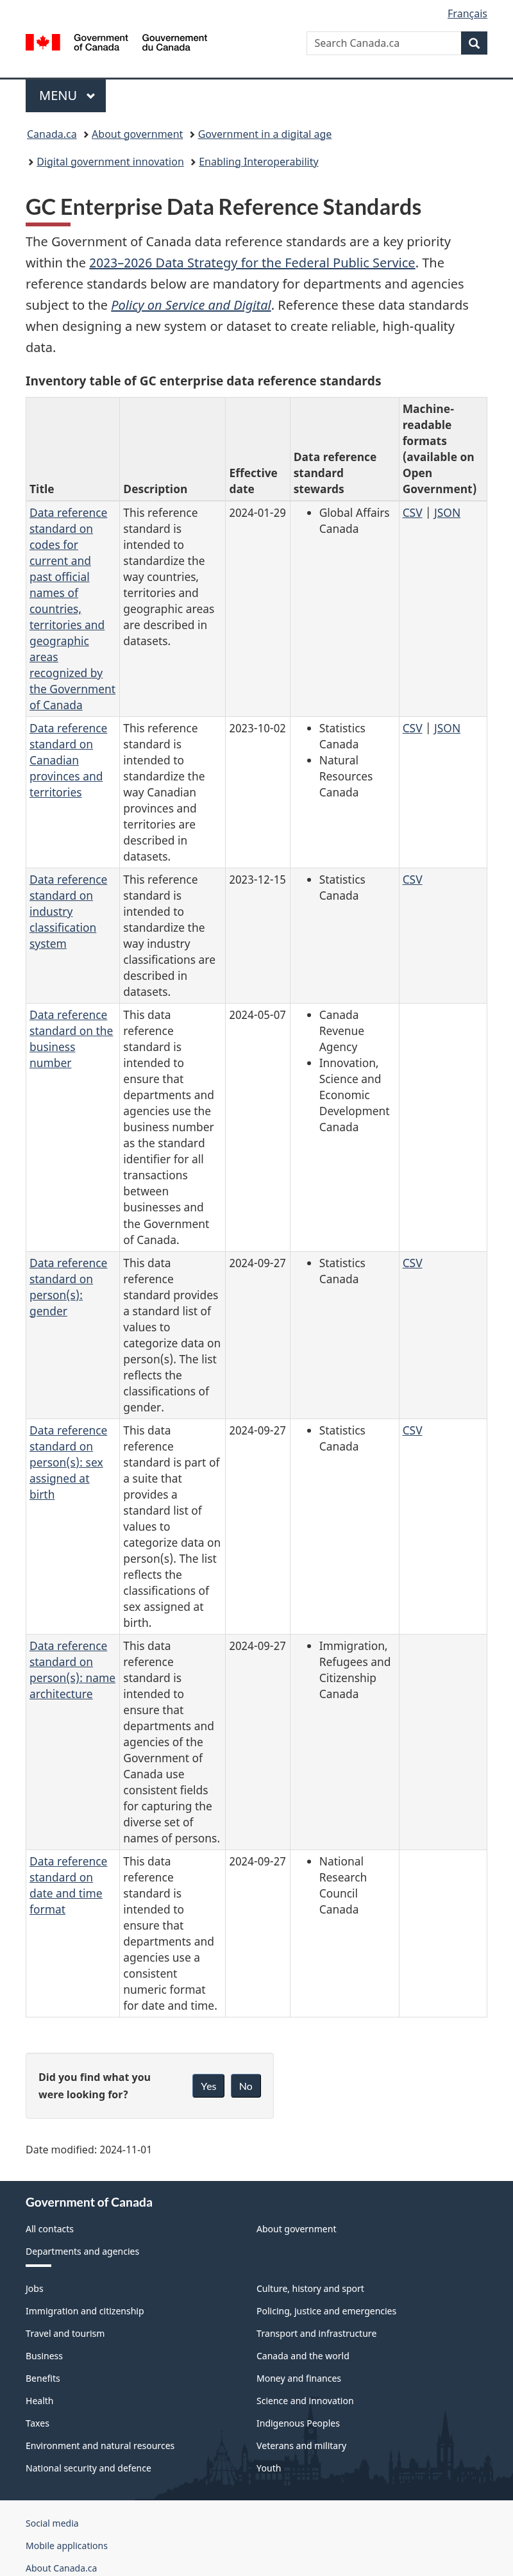 Français
Government of Canada
Gouvernement du Canada
Search Canada.ca
MENU
Canada.ca > About government > Government in a digital age
> Digital government innovation > Enabling Interoperability
GC Enterprise Data Reference Standards
The Government of Canada data reference standards are a key priority
within the 2023–2026 Data Strategy for the Federal Public Service. The
reference standards below are mandatory for departments and agencies
subject to the Policy on Service and Digital. Reference these data standards
when designing a new system or dataset to create reliable, high-quality
data.
Inventory table of GC enterprise data reference standards
Title
Description
Effective
date
Data reference
standard
stewards
Machine-
readable
formats
(available on
Open
Government)
Data reference
standard on
codes for
current and
past official
names of
countries,
territories and
geographic
areas
recognized by
the Government
of Canada
This reference
standard is
intended to
standardize the
way countries,
territories and
geographic areas
are described in
datasets.
2024-01-29
• Global Affairs
Canada
CSV | JSON
Data reference
standard on
Canadian
provinces and
territories
This reference
standard is
intended to
standardize the
way Canadian
provinces and
territories are
described in
datasets.
2023-10-02
• Statistics
Canada
• Natural
Resources
Canada
CSV | JSON
Data reference
standard on
industry
classification
system
This reference
standard is
intended to
standardize the
way industry
classifications are
described in
datasets.
2023-12-15
• Statistics
Canada
CSV
Data reference
standard on the
business
number
This data
reference
standard is
intended to
ensure that
departments and
agencies use the
business number
as the standard
identifier for all
transactions
between
businesses and
the Government
of Canada.
2024-05-07
• Canada
Revenue
Agency
• Innovation,
Science and
Economic
Development
Canada
Data reference
standard on
person(s):
gender
This data
reference
standard provides
a standard list of
values to
categorize data on
person(s). The list
reflects the
classifications of
gender.
2024-09-27
• Statistics
Canada
CSV
Data reference
standard on
person(s): sex
assigned at
birth
This data
reference
standard is part of
a suite that
provides a
standard list of
values to
categorize data on
person(s). The list
reflects the
classifications of
sex assigned at
birth.
2024-09-27
• Statistics
Canada
CSV
Data reference
standard on
person(s): name
architecture
This data
reference
standard is
intended to
ensure that
departments and
agencies of the
Government of
Canada use
consistent fields
for capturing the
diverse set of
names of persons.
2024-09-27
• Immigration,
Refugees and
Citizenship
Canada
Data reference
standard on
date and time
format
This data
reference
standard is
intended to
ensure that
departments and
agencies use a
consistent
numeric format
for date and time.
2024-09-27
• National
Research
Council
Canada
Did you find what you
were looking for?
Yes
No
Date modified: 2024-11-01
Government of Canada
All contacts
About government
Departments and agencies
Jobs
Culture, history and sport
Immigration and citizenship
Policing, justice and emergencies
Travel and tourism
Transport and infrastructure
Business
Canada and the world
Benefits
Money and finances
Health
Science and innovation
Taxes
Indigenous Peoples
Environment and natural resources
Veterans and military
National security and defence
Youth
Social media
Mobile applications
About Canada.ca